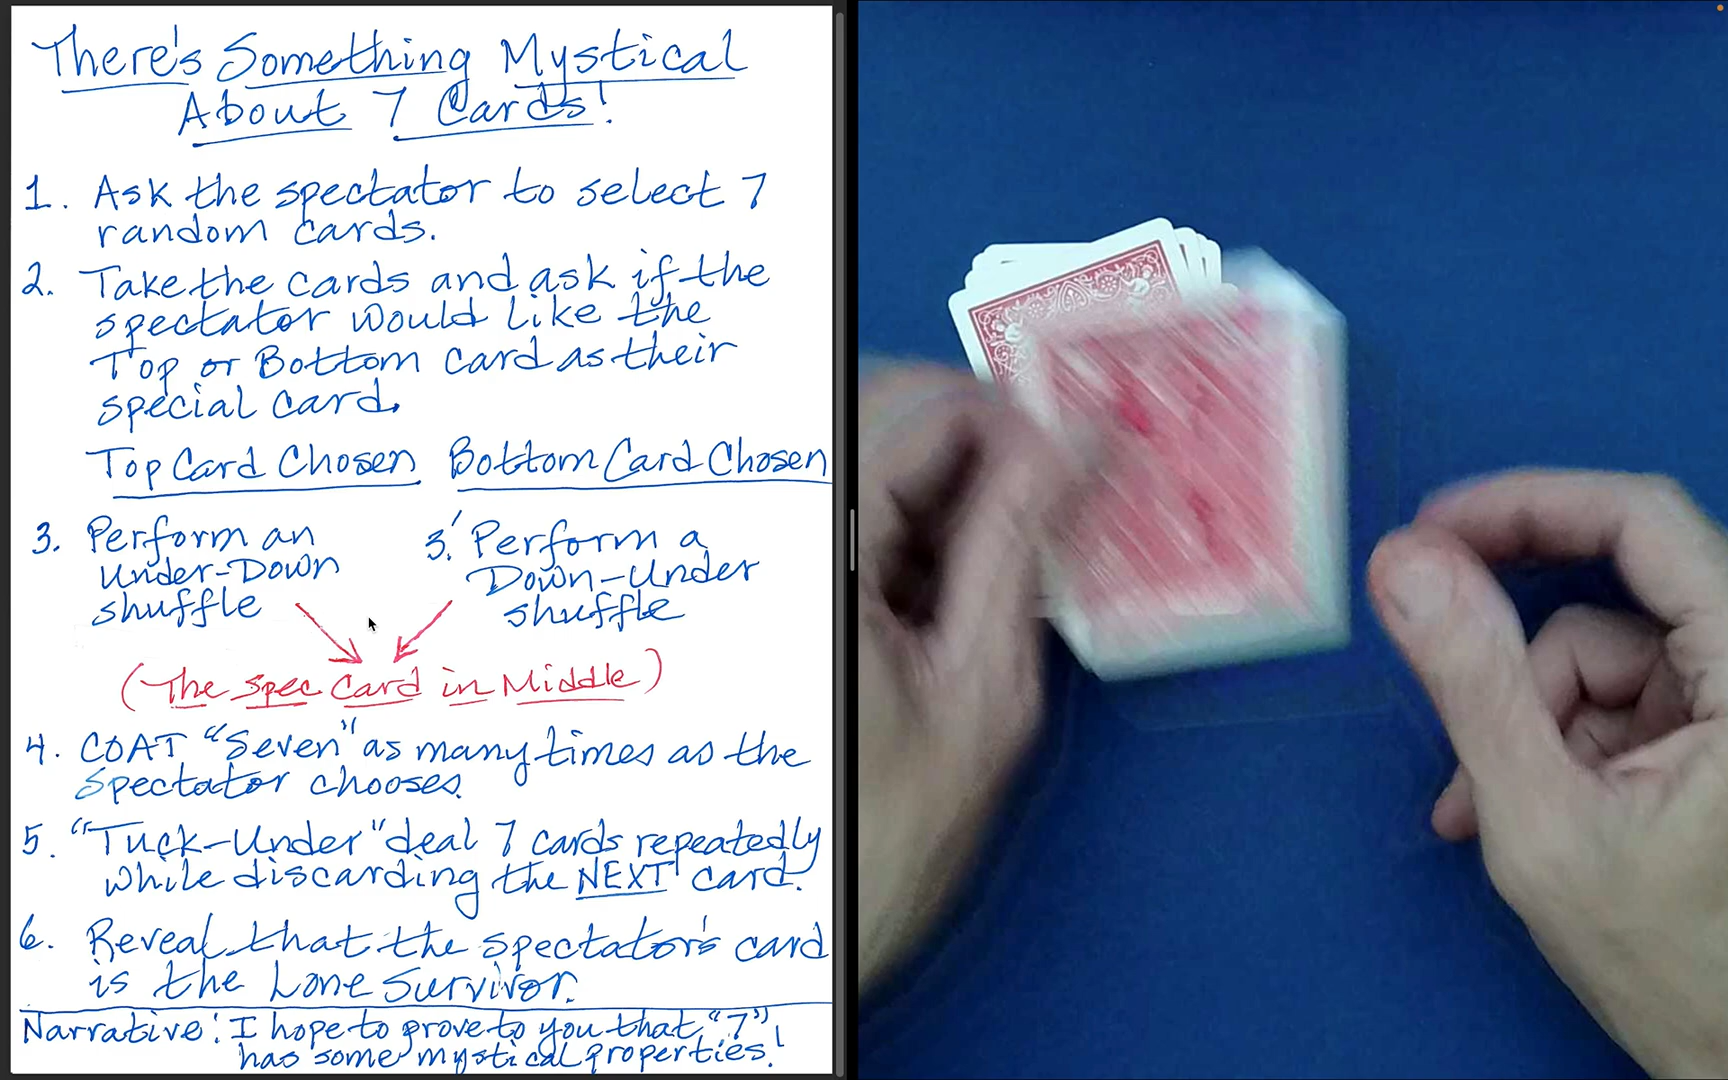 There's Something Mystical
About 7 Cards!
1. Ask the spectator to select 7
random cards.
2. Take the cards and ask if the
spectator would like the
Top or Bottom card as their
special card.
Top Card Chosen Bottom Card Chosen
3. Perform an
Under-Down
shuffle
3.' Perform a
Down-Under
shuffle
(The Spec Card in Middle)
4. COAT "Seven" as many times as the
spectator chooses.
5. "Tuck-Under" deal 7 cards repeatedly
while discarding the NEXT card.
6. Reveal that the spectator's card
is the Lone Survivor.
Narrative: I hope to prove to you that "7"
has some mystical properties!